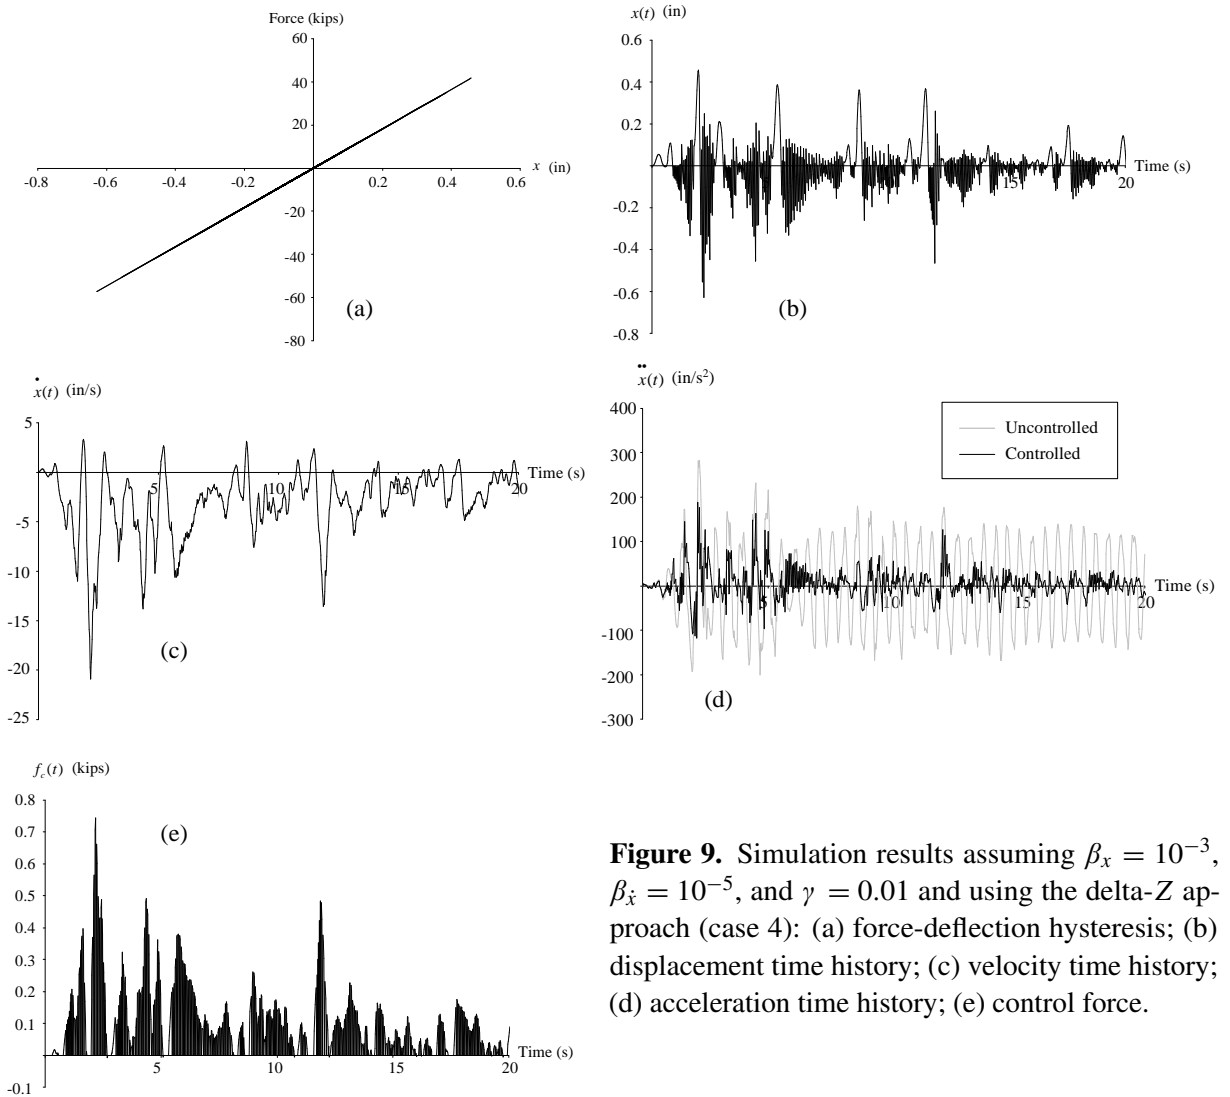 Force (kips)
60
40
20
-0.8
-0.6
-0.4
-0.2
0.2
0.4
0.6
x (in)
-20
-40
-60
-80
(a)
x(t) (in)
0.6
0.4
0.2
-0.2
-0.4
-0.6
-0.8
15
20
Time (s)
(b)
ẋ(t) (in/s)
5
-5
-10
-15
-20
-25
5
10
15
20
Time (s)
(c)
ẍ(t) (in/s²)
400
300
200
100
-100
-200
-300
5
10
15
20
Time (s)
Uncontrolled
Controlled
(d)
f_c(t) (kips)
0.8
0.7
0.6
0.5
0.4
0.3
0.2
0.1
-0.1
5
10
15
20
Time (s)
(e)
Figure 9. Simulation results assuming βₓ = 10⁻³,
β_ẋ = 10⁻⁵, and γ = 0.01 and using the delta-Z ap-
proach (case 4): (a) force-deflection hysteresis; (b)
displacement time history; (c) velocity time history;
(d) acceleration time history; (e) control force.